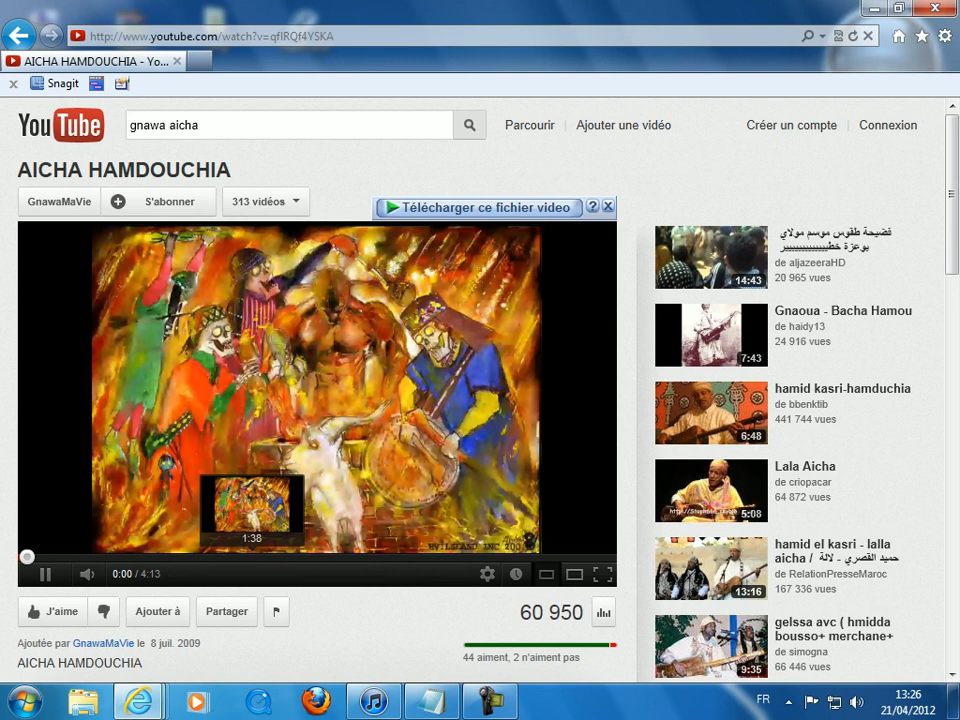 http://www.youtube.com/watch?v=qflRQf4YSKA
AICHA HAMDOUCHIA - Yo...
Snagit
YouTube
gnawa aicha
Parcourir
Ajouter une vidéo
Créer un compte
Connexion
AICHA HAMDOUCHIA
GnawaMaVie
S'abonner
313 vidéos
Télécharger ce fichier video
1:38
0:00 / 4:13
J'aime
Ajouter à
Partager
60 950
Ajoutée par GnawaMaVie le 8 juil. 2009
44 aiment, 2 n'aiment pas
AICHA HAMDOUCHIA
فضيحة طقوس موسم مولاي
بوعزة خطيييييييييييييير
de aljazeeraHD
20 965 vues
14:43
Gnaoua - Bacha Hamou
de haidy13
24 916 vues
7:43
hamid kasri-hamduchia
de bbenktib
441 744 vues
6:48
Lala Aicha
de criopacar
64 872 vues
5:08
hamid el kasri - lalla
aicha / حميد القصري - لالة
de RelationPresseMaroc
167 336 vues
13:16
gelssa avc ( hmidda
bousso+ merchane+
de simogna
66 446 vues
9:35
FR
13:26
21/04/2012